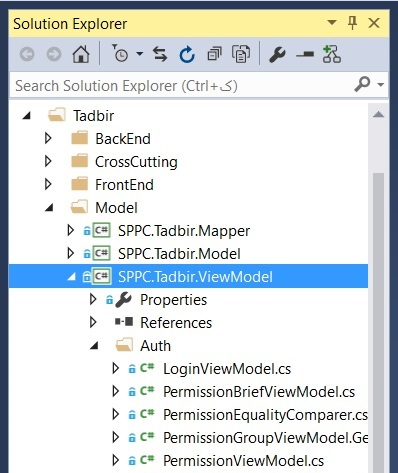 Solution Explorer
Search Solution Explorer (Ctrl+ک)
Tadbir
BackEnd
CrossCutting
FrontEnd
Model
C# SPPC.Tadbir.Mapper
C# SPPC.Tadbir.Model
C# SPPC.Tadbir.ViewModel
Properties
References
Auth
C# LoginViewModel.cs
C# PermissionBriefViewModel.cs
C# PermissionEqualityComparer.cs
C# PermissionGroupViewModel.Ge
C# PermissionViewModel.cs